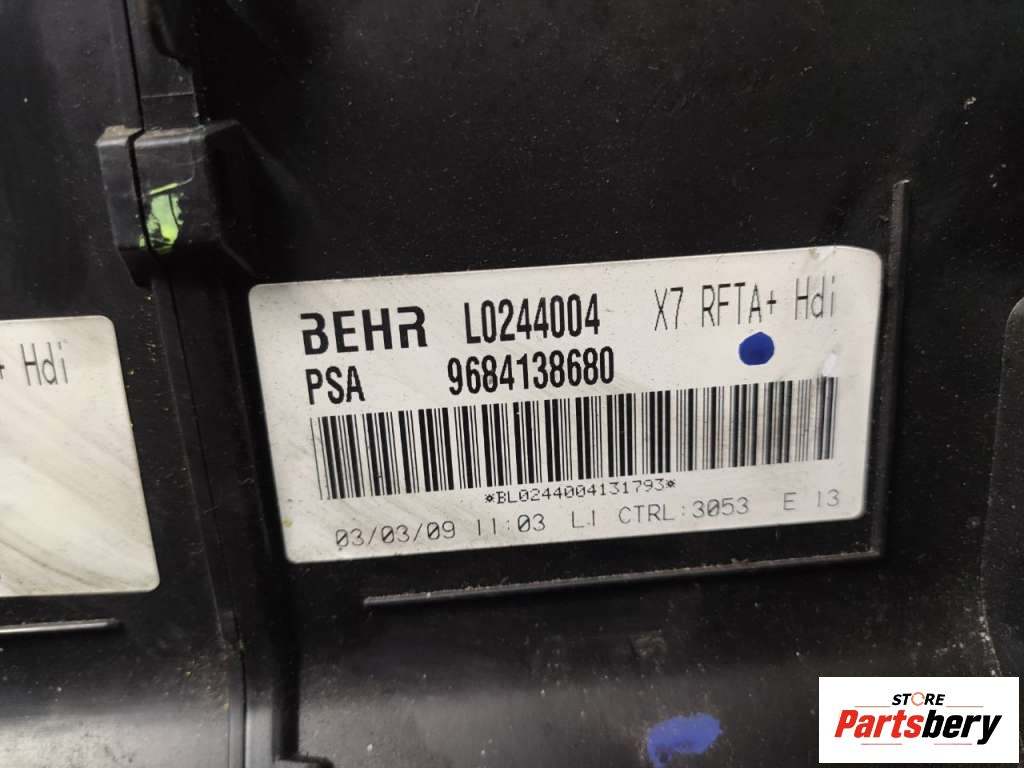 BEHR L0244004 X7 RFTA+ Hdi
PSA 9684138680
*BL0244004131793*
03/03/09 11:03 L.I CTRL:3053 E 13
+ Hdi
STORE
Partsbery